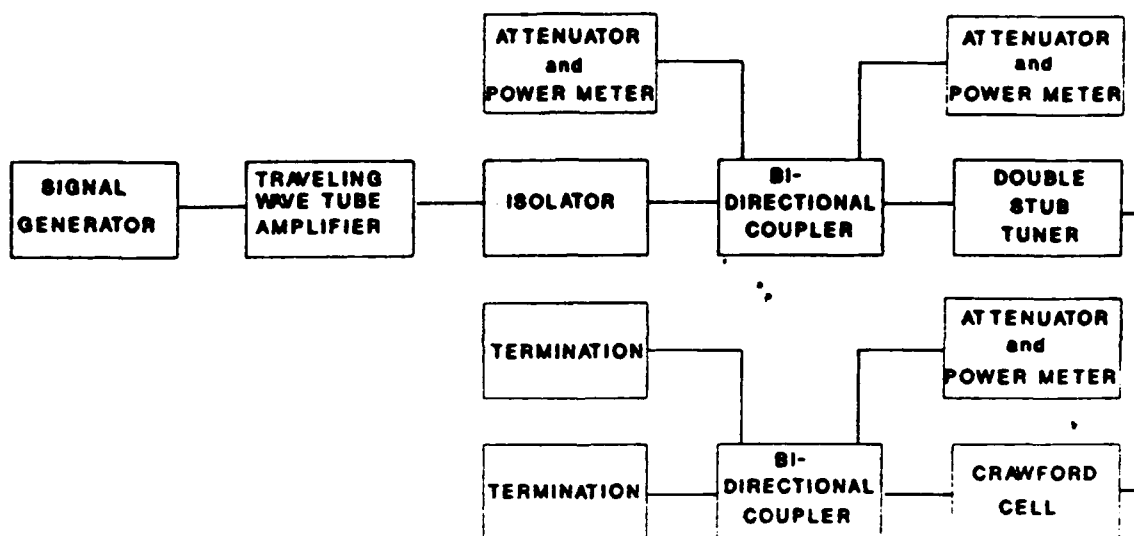 ATTENUATOR
and
POWER METER
ATTENUATOR
and
POWER METER
SIGNAL
GENERATOR
TRAVELING
WAVE TUBE
AMPLIFIER
ISOLATOR
BI-
DIRECTIONAL
COUPLER
DOUBLE
STUB
TUNER
TERMINATION
ATTENUATOR
and
POWER METER
TERMINATION
BI-
DIRECTIONAL
COUPLER
CRAWFORD
CELL